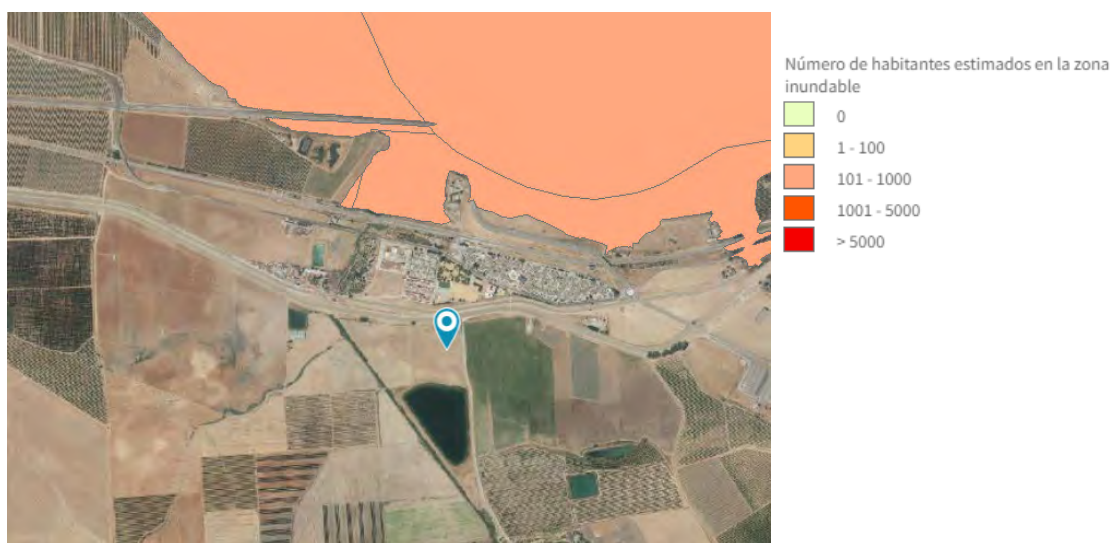 Número de habitantes estimados en la zona
inundable
0
1 - 100
101 - 1000
1001 - 5000
> 5000